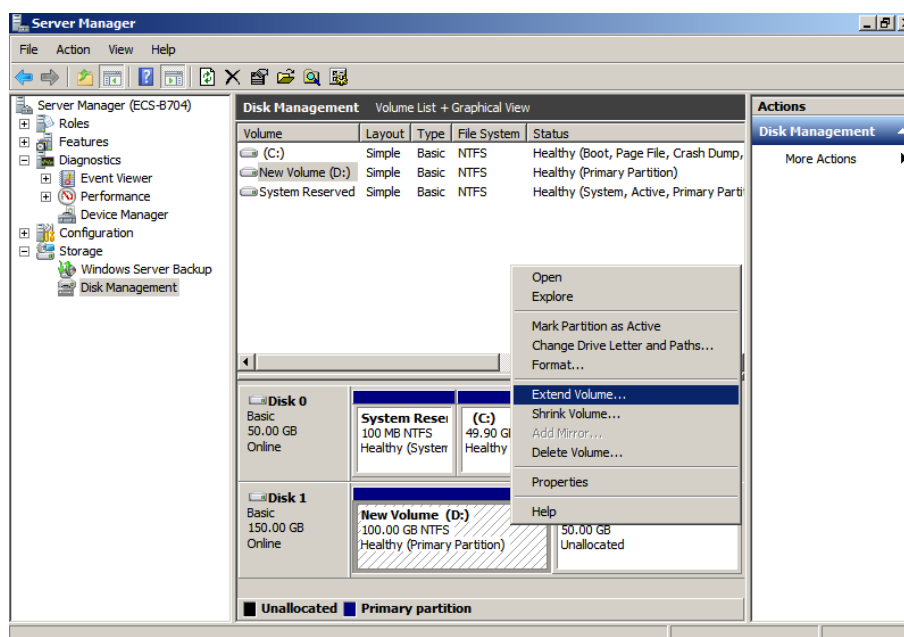 Server Manager
File Action View Help
Server Manager (ECS-B704)
Roles
Features
Diagnostics
Event Viewer
Performance
Device Manager
Configuration
Storage
Windows Server Backup
Disk Management
Disk Management Volume List + Graphical View
Volume Layout Type File System Status
(C:) Simple Basic NTFS Healthy (Boot, Page File, Crash Dump,
New Volume (D:) Simple Basic NTFS Healthy (Primary Partition)
System Reserved Simple Basic NTFS Healthy (System, Active, Primary Parti
Open
Explore
Mark Partition as Active
Change Drive Letter and Paths...
Format...
Extend Volume...
Shrink Volume...
Add Mirror...
Delete Volume...
Properties
Help
Disk 0
Basic
50.00 GB
Online
System Reser
100 MB NTFS
Healthy (System
(C:)
49.90 GB
Healthy
Disk 1
Basic
150.00 GB
Online
New Volume (D:)
100.00 GB NTFS
Healthy (Primary Partition)
50.00 GB
Unallocated
Unallocated Primary partition
Actions
Disk Management
More Actions